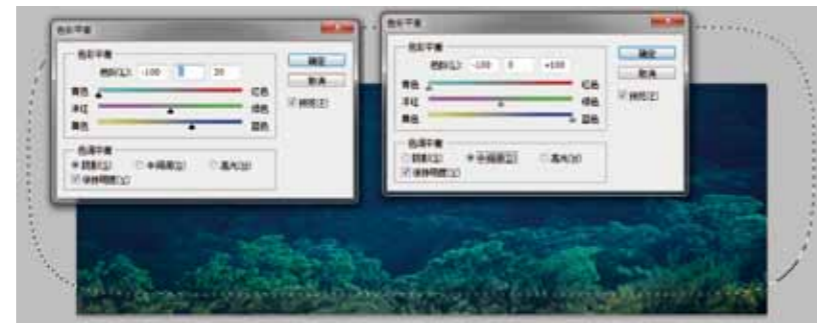 色彩平衡
色彩平衡
色阶(L): -100 0 20
青色 红色
洋红 绿色
黄色 蓝色
色调平衡
阴影(S) 中间调(D) 高光(H)
保持明度(V)
确定
取消
预览(P)
色彩平衡
色彩平衡
色阶(L): -100 0 +100
青色 红色
洋红 绿色
黄色 蓝色
色调平衡
阴影(S) 中间调(D) 高光(H)
保持明度(V)
确定
取消
预览(P)